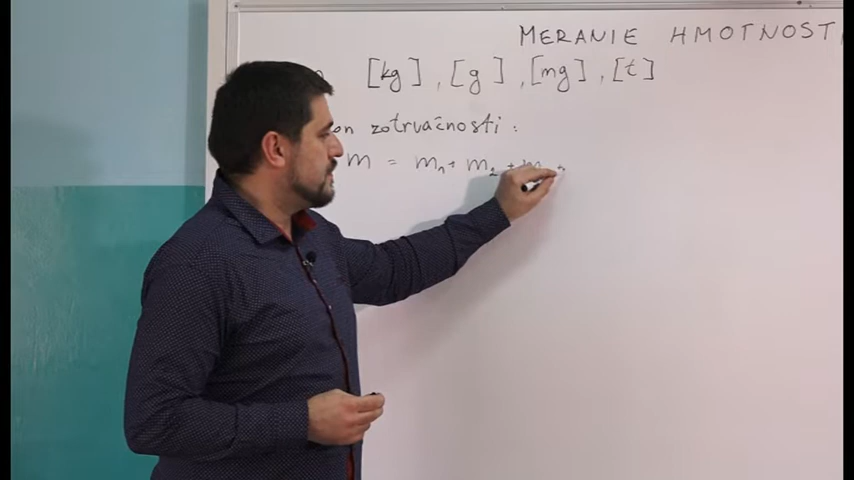 MERANIE HMOTNOSTI
[kg], [g], [mg], [t]
zotrvačnosti :
m = m₁ + m₂ + m +